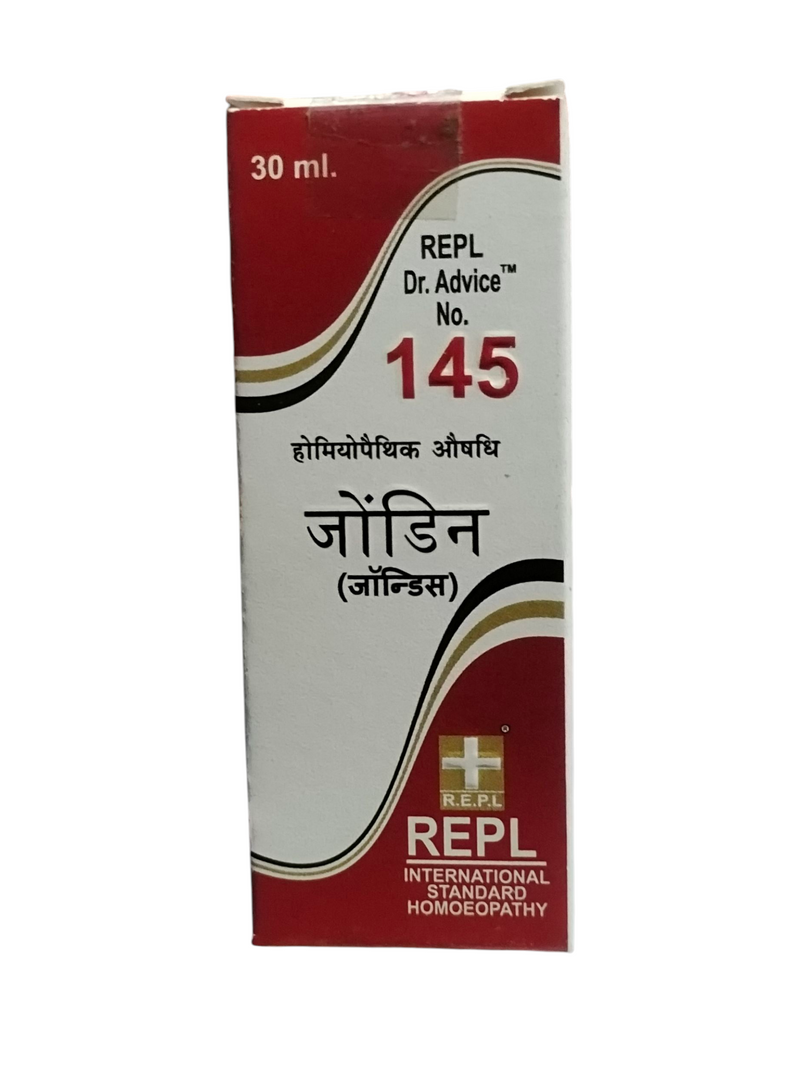 30 ml.
REPL
Dr. Advice™
No.
145
होमियोपैथिक औषधि
जोंडिन
(जॉन्डिस)
®
R.E.P.L
REPL
INTERNATIONAL
STANDARD
HOMOEOPATHY